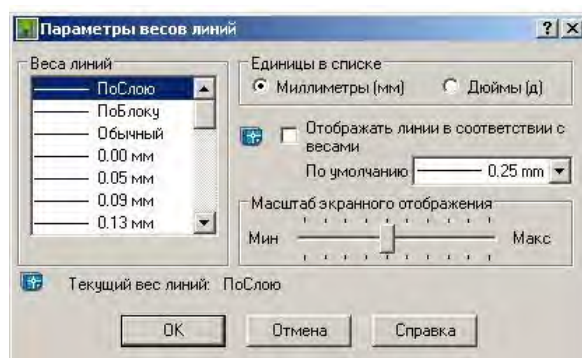 Параметры весов линий
Веса линий
ПоСлою
ПоБлоку
Обычный
0.00 мм
0.05 мм
0.09 мм
0.13 мм
Единицы в списке
Миллиметры (мм)
Дюймы (д)
Отображать линии в соответствии с
весами
По умолчанию
0.25 mm
Масштаб экранного отображения
Мин
Макс
Текущий вес линий: ПоСлою
OK
Отмена
Справка